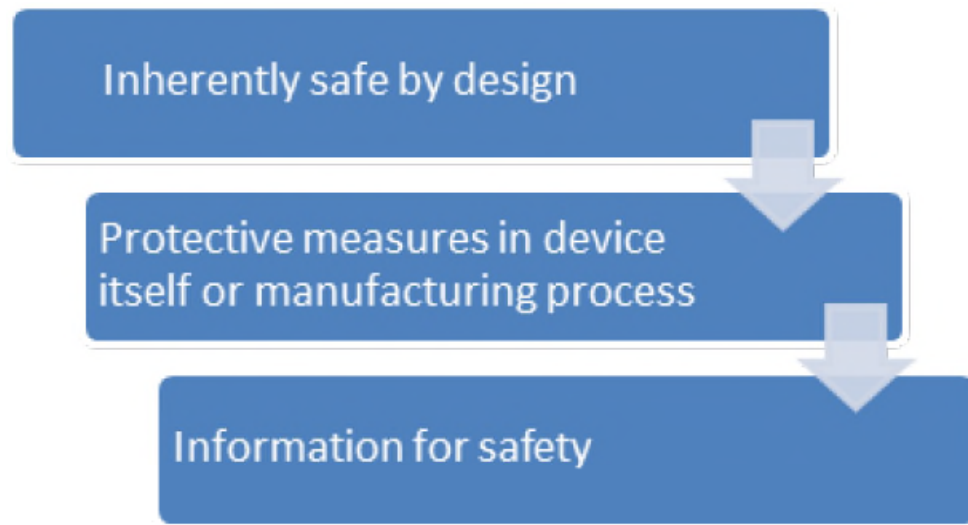 Inherently safe by design
Protective measures in device
itself or manufacturing process
Information for safety